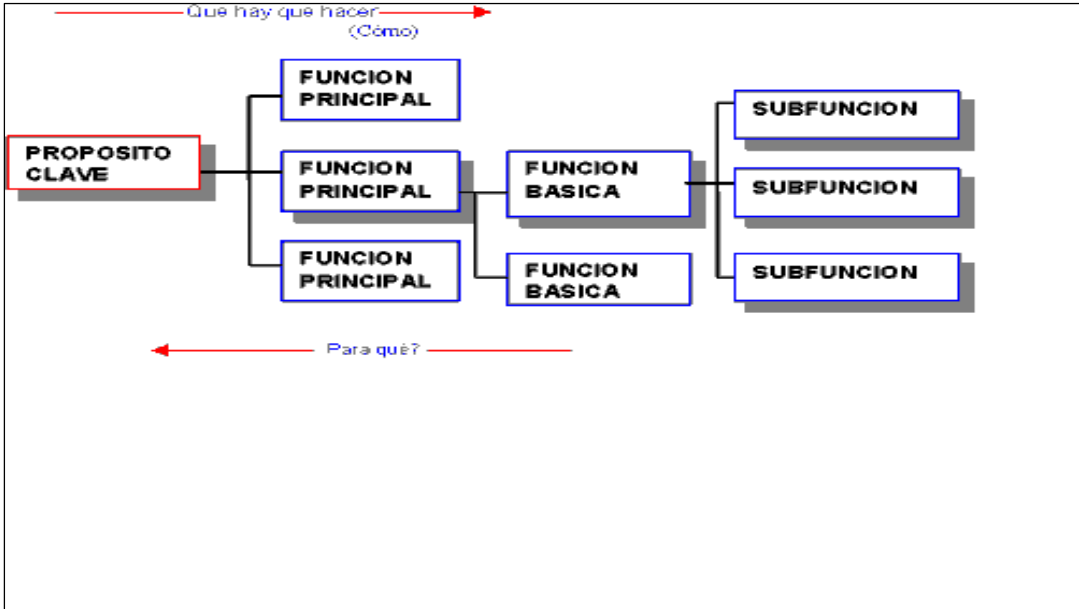 Que hay que hacer
(Cómo)
FUNCION
PRINCIPAL
SUBFUNCION
PROPOSITO
CLAVE
FUNCION
PRINCIPAL
FUNCION
BASICA
SUBFUNCION
FUNCION
PRINCIPAL
FUNCION
BASICA
SUBFUNCION
Para qué?